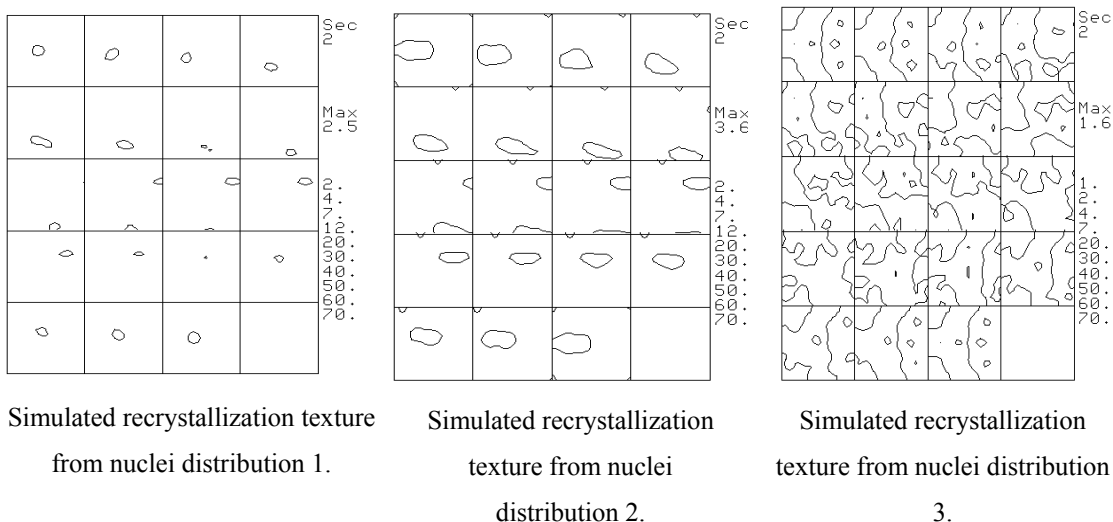 Sec
2
Max
2.5
2.
4.
7.
12.
20.
30.
40.
50.
60.
70.
Simulated recrystallization texture
from nuclei distribution 1.
Sec
2
Max
3.6
2.
4.
7.
12.
20.
30.
40.
50.
60.
70.
Simulated recrystallization
texture from nuclei
distribution 2.
Sec
2
Max
1.6
1.
2.
4.
7.
20.
30.
40.
50.
60.
70.
Simulated recrystallization
texture from nuclei distribution
3.